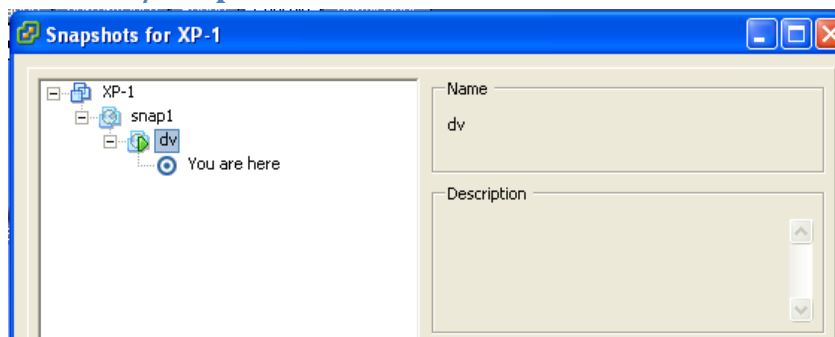 Snapshots for XP-1
XP-1
snap1
dv
You are here
Name
dv
Description